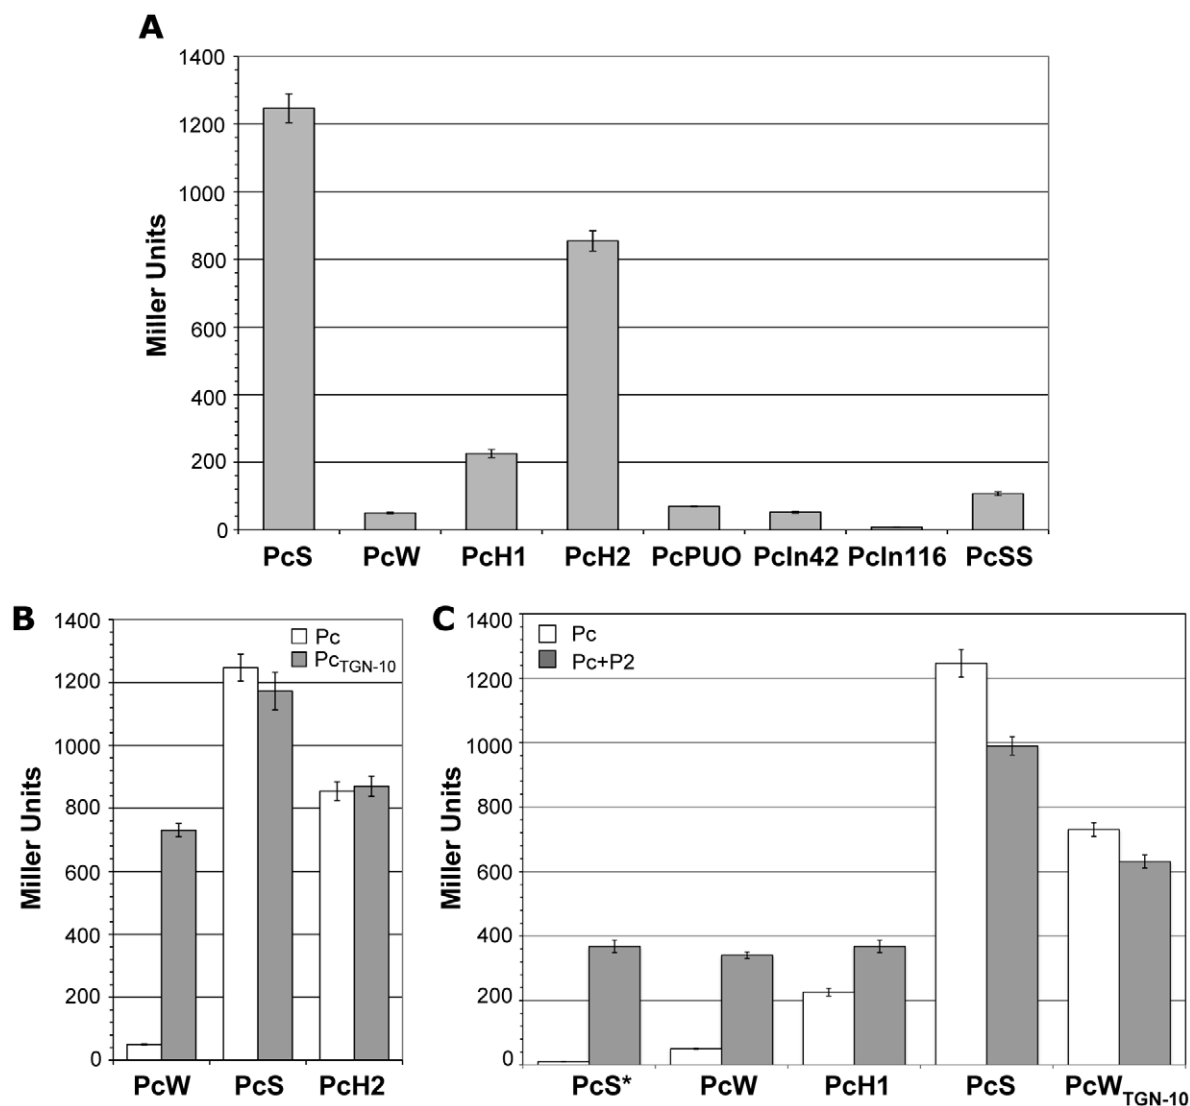 A
1400
1200
1000
800
600
400
200
0
Miller Units
PcS PcW PcH1 PcH2 PcPUO PcIn42 PcIn116 PcSS
B
1400
1200
1000
800
600
400
200
0
Miller Units
Pc
PcTGN-10
PcW PcS PcH2
C
1400
1200
1000
800
600
400
200
0
Miller Units
Pc
Pc+P2
PcS* PcW PcH1 PcS PcWTGN-10